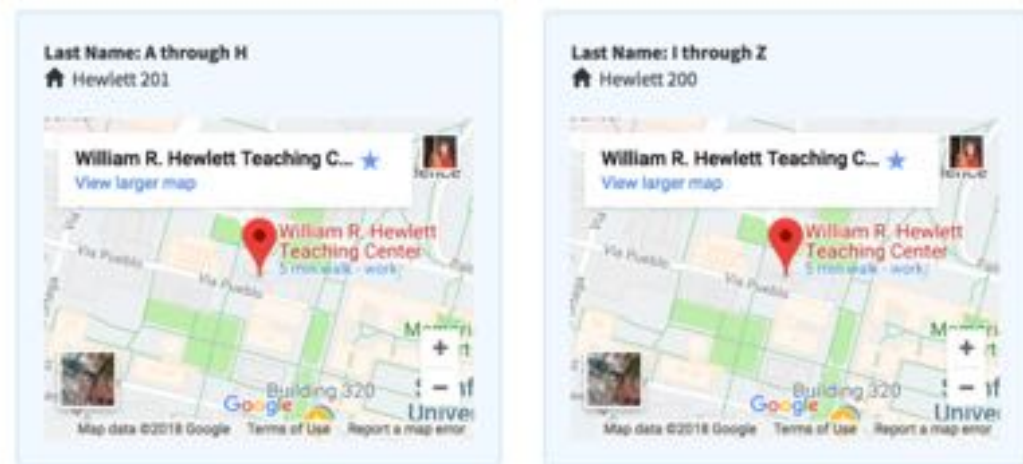 Last Name: A through H
Hewlett 201
William R. Hewlett Teaching C...
View larger map
William R. Hewlett
Teaching Center
5 min walk - work
Via Pueblo
Via Pueblo
Building 320
Google
Univer
Map data ©2018 Google Terms of Use Report a map error
Last Name: I through Z
Hewlett 200
William R. Hewlett Teaching C...
View larger map
William R. Hewlett
Teaching Center
5 min walk - work
Via Pueblo
Via Pueblo
Building 320
Google
Univer
Map data ©2018 Google Terms of Use Report a map error